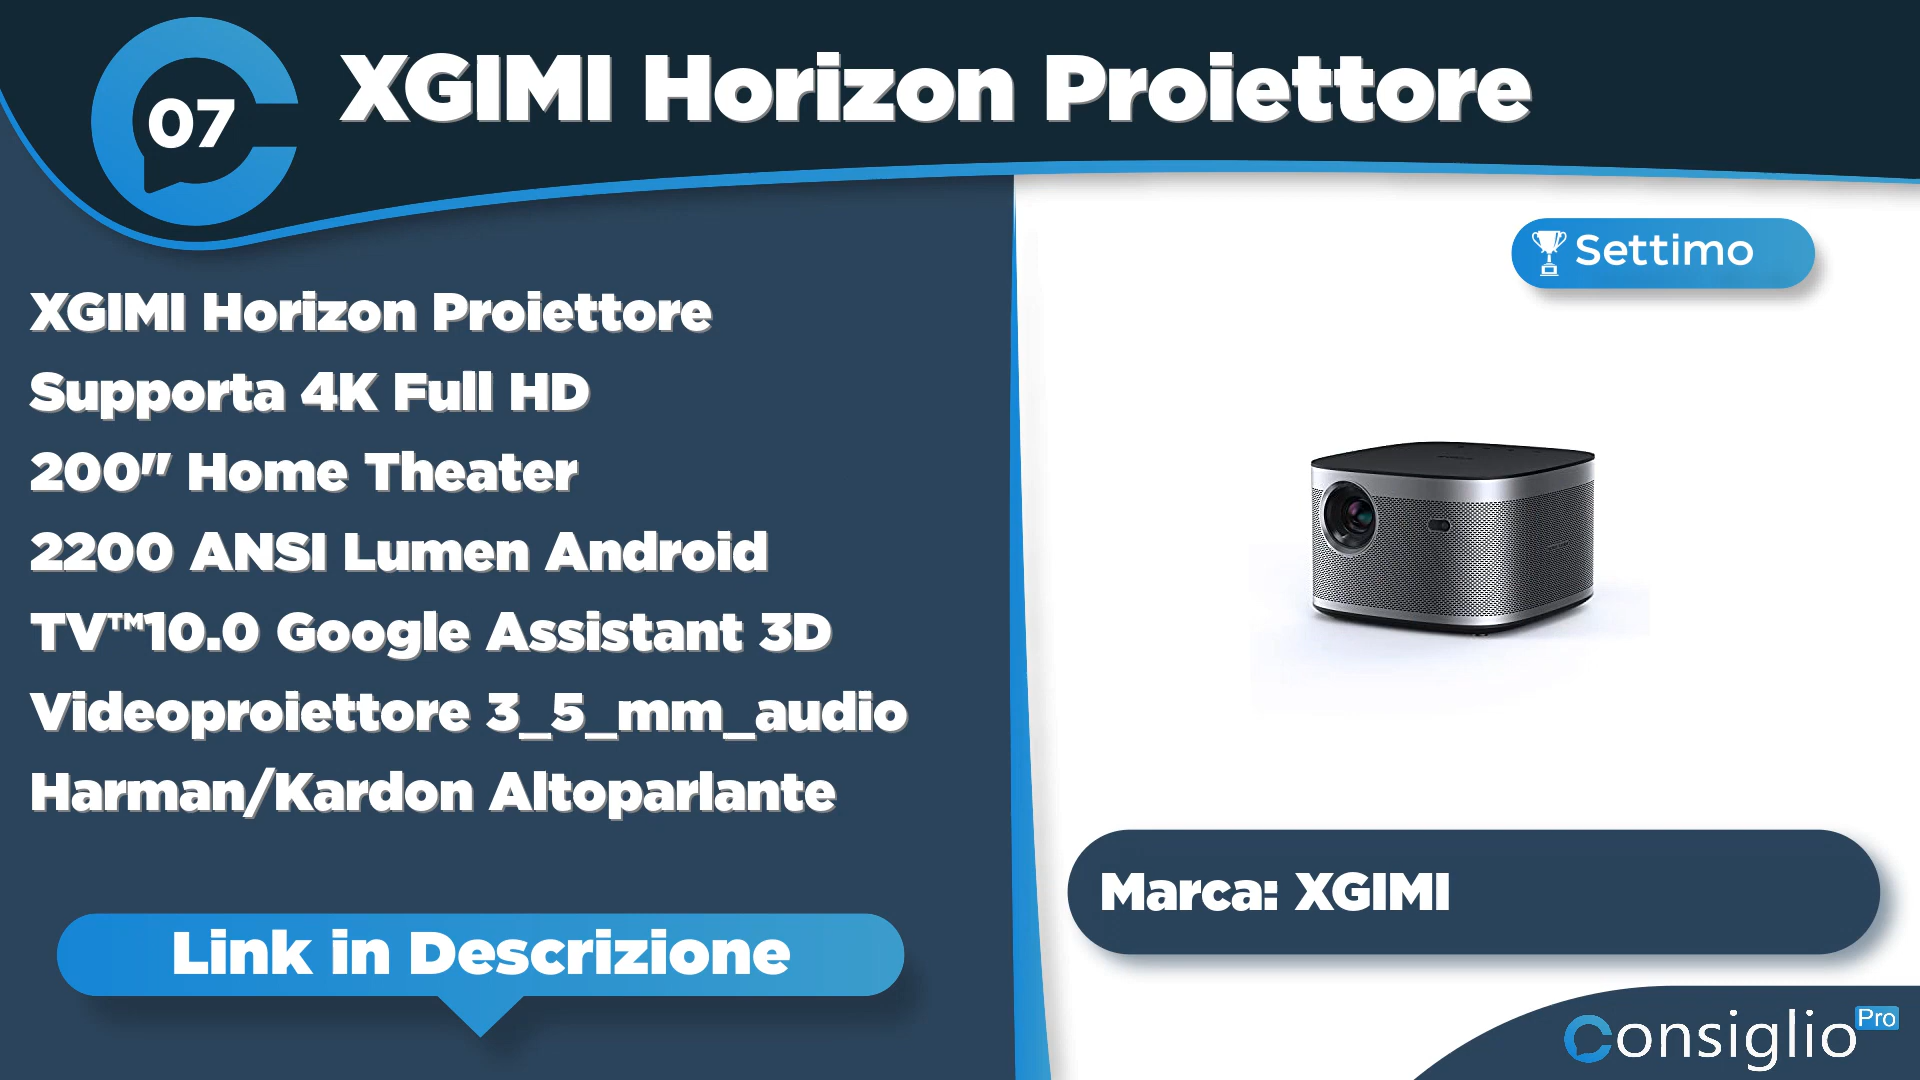 07
XGIMI Horizon Proiettore
XGIMI Horizon Proiettore
Supporta 4K Full HD
200" Home Theater
2200 ANSI Lumen Android
TV™10.0 Google Assistant 3D
Videoproiettore 3_5_mm_audio
Harman/Kardon Altoparlante
Link in Descrizione
Settimo
Marca: XGIMI
Consiglio Pro